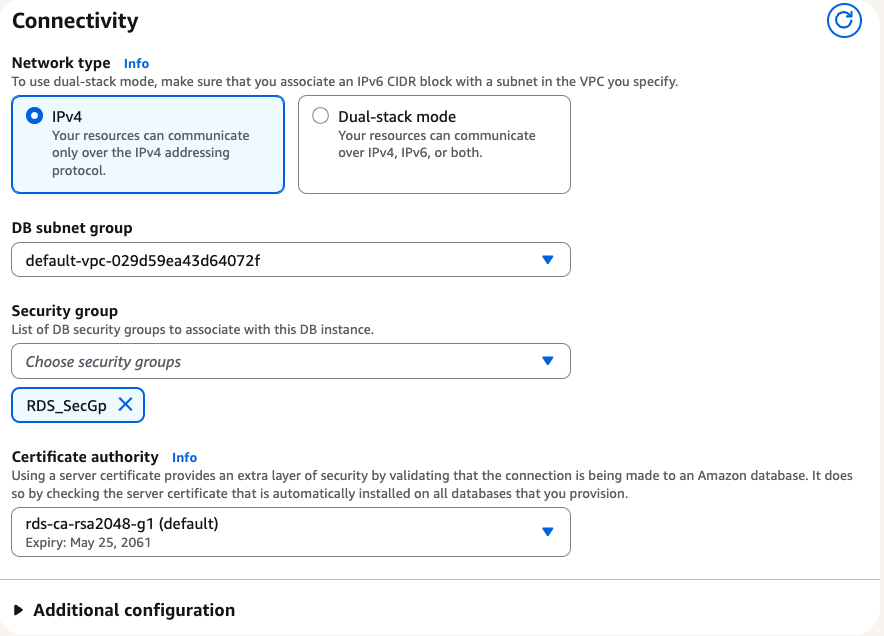 Connectivity
Network type Info
To use dual-stack mode, make sure that you associate an IPv6 CIDR block with a subnet in the VPC you specify.
IPv4
Your resources can communicate
only over the IPv4 addressing
protocol.
Dual-stack mode
Your resources can communicate
over IPv4, IPv6, or both.
DB subnet group
default-vpc-029d59ea43d64072f
Security group
List of DB security groups to associate with this DB instance.
Choose security groups
RDS_SecGp
Certificate authority Info
Using a server certificate provides an extra layer of security by validating that the connection is being made to an Amazon database. It does
so by checking the server certificate that is automatically installed on all databases that you provision.
rds-ca-rsa2048-g1 (default)
Expiry: May 25, 2061
Additional configuration